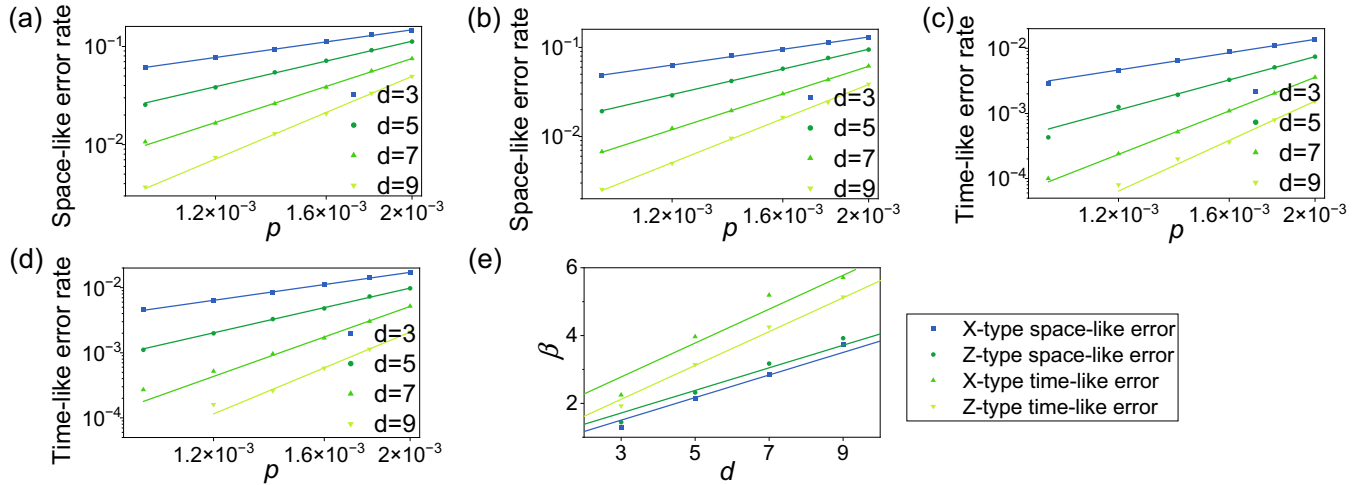 (a)
Space-like error rate
10⁻¹
10⁻²
1.2×10⁻³
1.6×10⁻³
2×10⁻³
p
d=3
d=5
d=7
d=9
(b)
Space-like error rate
10⁻¹
10⁻²
1.2×10⁻³
1.6×10⁻³
2×10⁻³
p
d=3
d=5
d=7
d=9
(c)
Time-like error rate
10⁻²
10⁻³
10⁻⁴
1.2×10⁻³
1.6×10⁻³
2×10⁻³
p
d=3
d=5
d=7
d=9
(d)
Time-like error rate
10⁻²
10⁻³
10⁻⁴
1.2×10⁻³
1.6×10⁻³
2×10⁻³
p
d=3
d=5
d=7
d=9
(e)
β
6
4
2
3
5
7
9
d
X-type space-like error
Z-type space-like error
X-type time-like error
Z-type time-like error